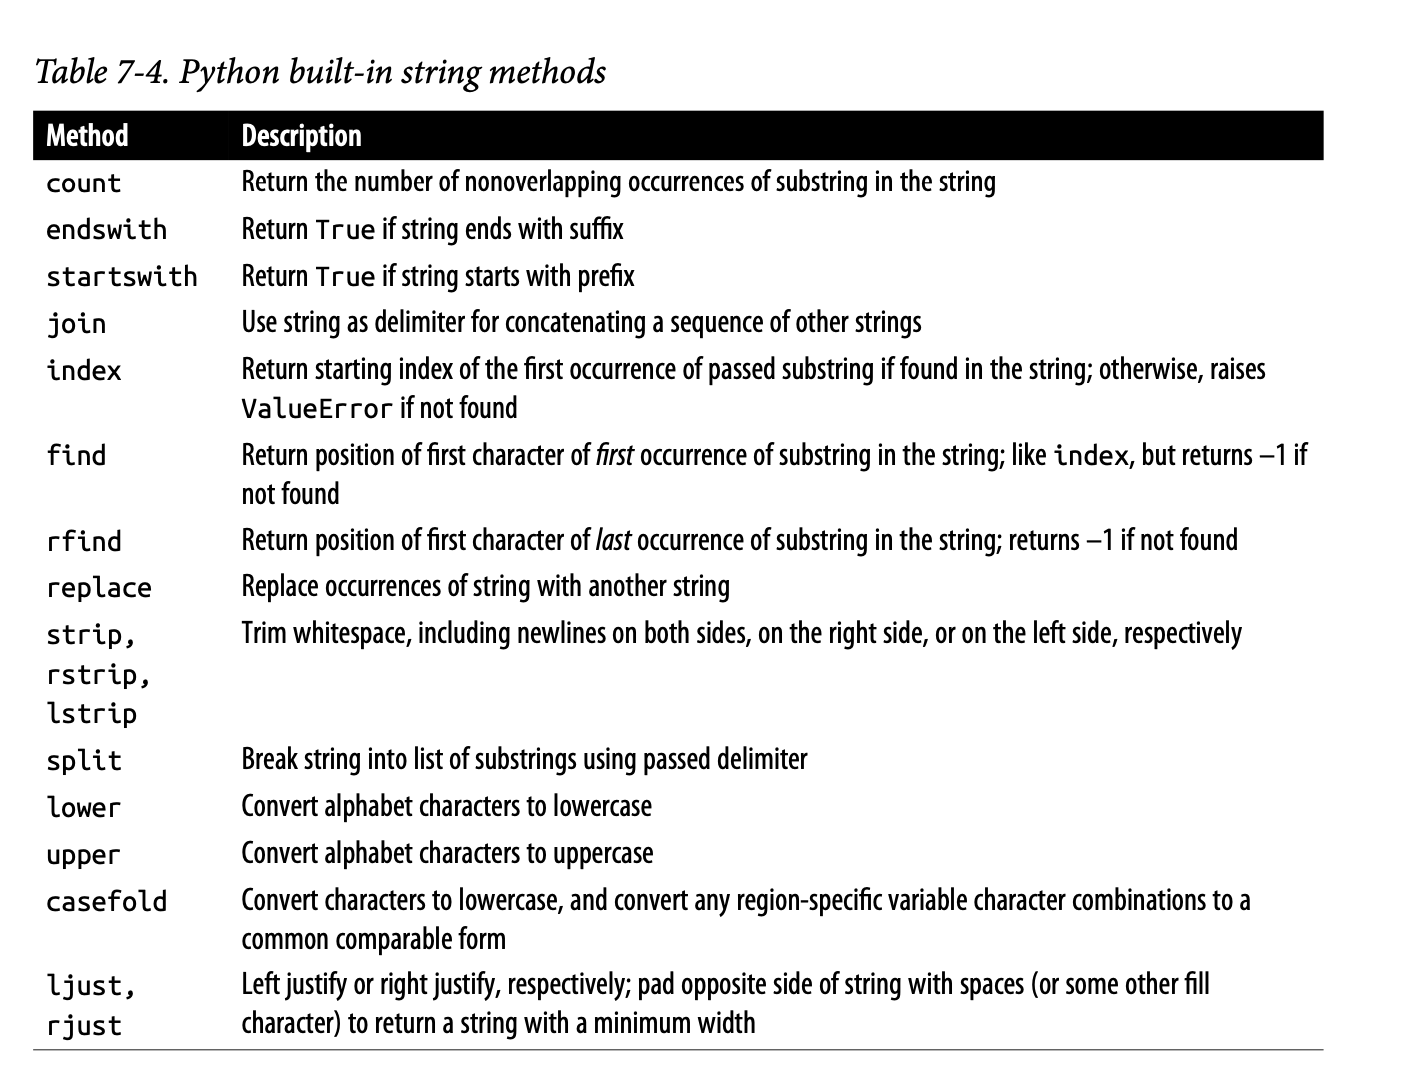 Table 7-4. Python built-in string methods
Method Description
count Return the number of nonoverlapping occurrences of substring in the string
endswith Return True if string ends with suffix
startswith Return True if string starts with prefix
join Use string as delimiter for concatenating a sequence of other strings
index Return starting index of the first occurrence of passed substring if found in the string; otherwise, raises
ValueError if not found
find Return position of first character of first occurrence of substring in the string; like index, but returns –1 if
not found
rfind Return position of first character of last occurrence of substring in the string; returns –1 if not found
replace Replace occurrences of string with another string
strip, Trim whitespace, including newlines on both sides, on the right side, or on the left side, respectively
rstrip,
lstrip
split Break string into list of substrings using passed delimiter
lower Convert alphabet characters to lowercase
upper Convert alphabet characters to uppercase
casefold Convert characters to lowercase, and convert any region-specific variable character combinations to a
common comparable form
ljust, Left justify or right justify, respectively; pad opposite side of string with spaces (or some other fill
rjust character) to return a string with a minimum width